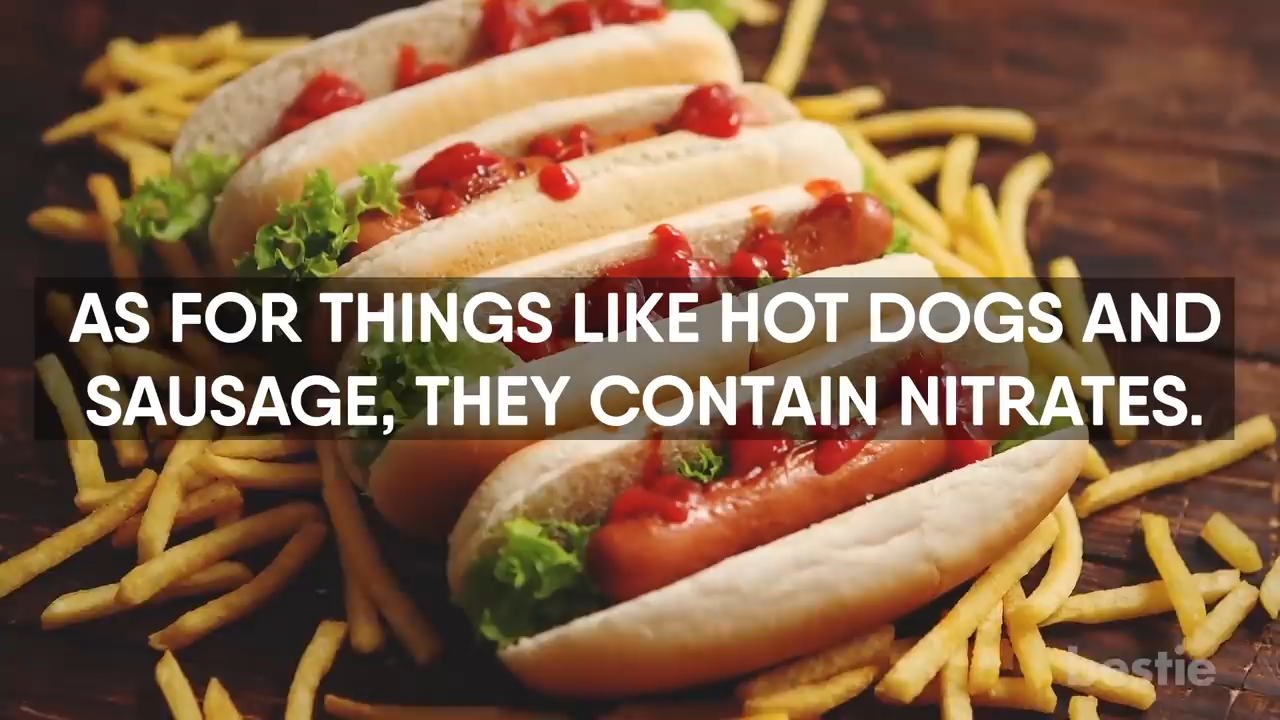 AS FOR THINGS LIKE HOT DOGS AND
SAUSAGE, THEY CONTAIN NITRATES.
bestie